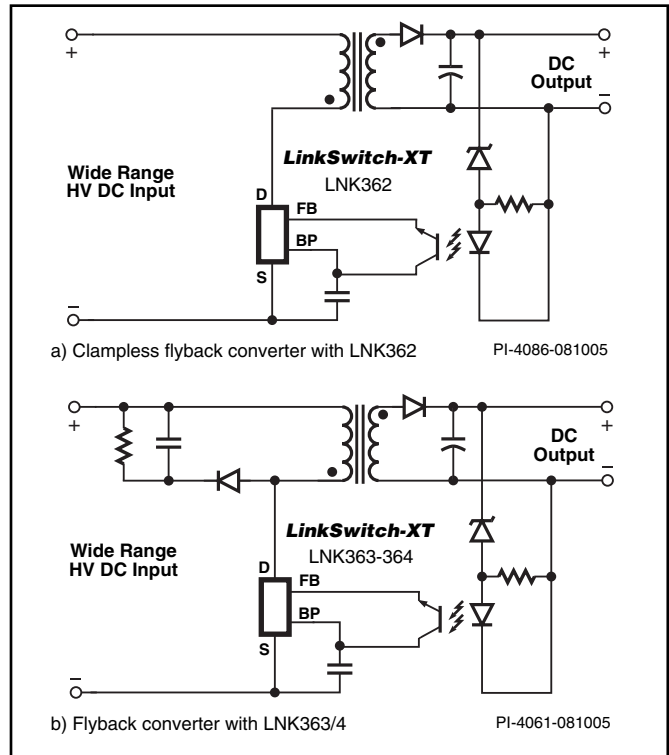 +
+
DC
Output
−
Wide Range
HV DC Input
LinkSwitch-XT
LNK362
D
FB
BP
S
−
a) Clampless flyback converter with LNK362
PI-4086-081005
+
+
DC
Output
−
Wide Range
HV DC Input
LinkSwitch-XT
LNK363-364
D
FB
BP
S
−
b) Flyback converter with LNK363/4
PI-4061-081005